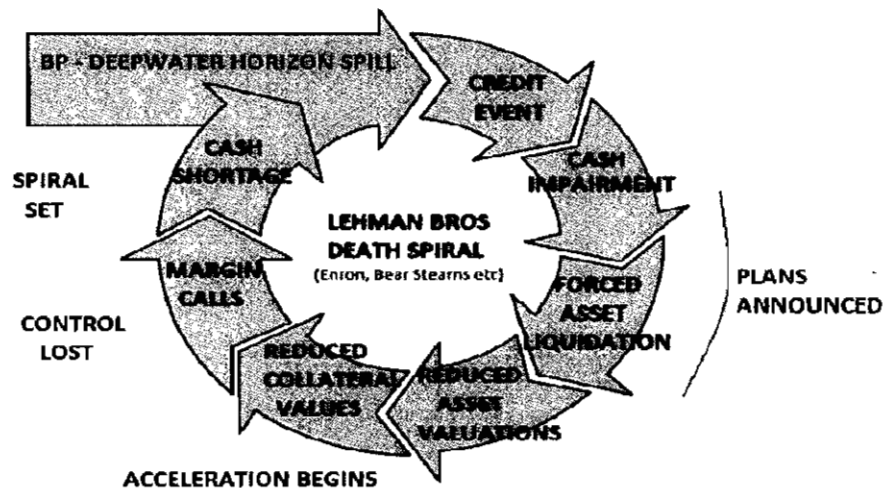 BP - DEEPWATER HORIZON SPILL
CREDIT
EVENT
CASH
IMPAIRMENT
FORCED
ASSET
LIQUIDATION
REDUCED
ASSET
VALUATIONS
REDUCED
COLLATERAL
VALUES
MARGIN
CALLS
CASH
SHORTAGE
LEHMAN BROS
DEATH SPIRAL
(Enron, Bear Stearns etc)
SPIRAL
SET
CONTROL
LOST
ACCELERATION BEGINS
PLANS
ANNOUNCED